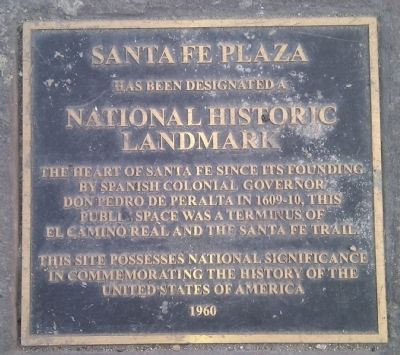 SANTA FE PLAZA
HAS BEEN DESIGNATED A
NATIONAL HISTORIC
LANDMARK
THE HEART OF SANTA FE SINCE ITS FOUNDING
BY SPANISH COLONIAL GOVERNOR,
DON PEDRO DE PERALTA IN 1609-10, THIS
PUBLIC SPACE WAS A TERMINUS OF
EL CAMINO REAL AND THE SANTA FE TRAIL
THIS SITE POSSESSES NATIONAL SIGNIFICANCE
IN COMMEMORATING THE HISTORY OF THE
UNITED STATES OF AMERICA
1960